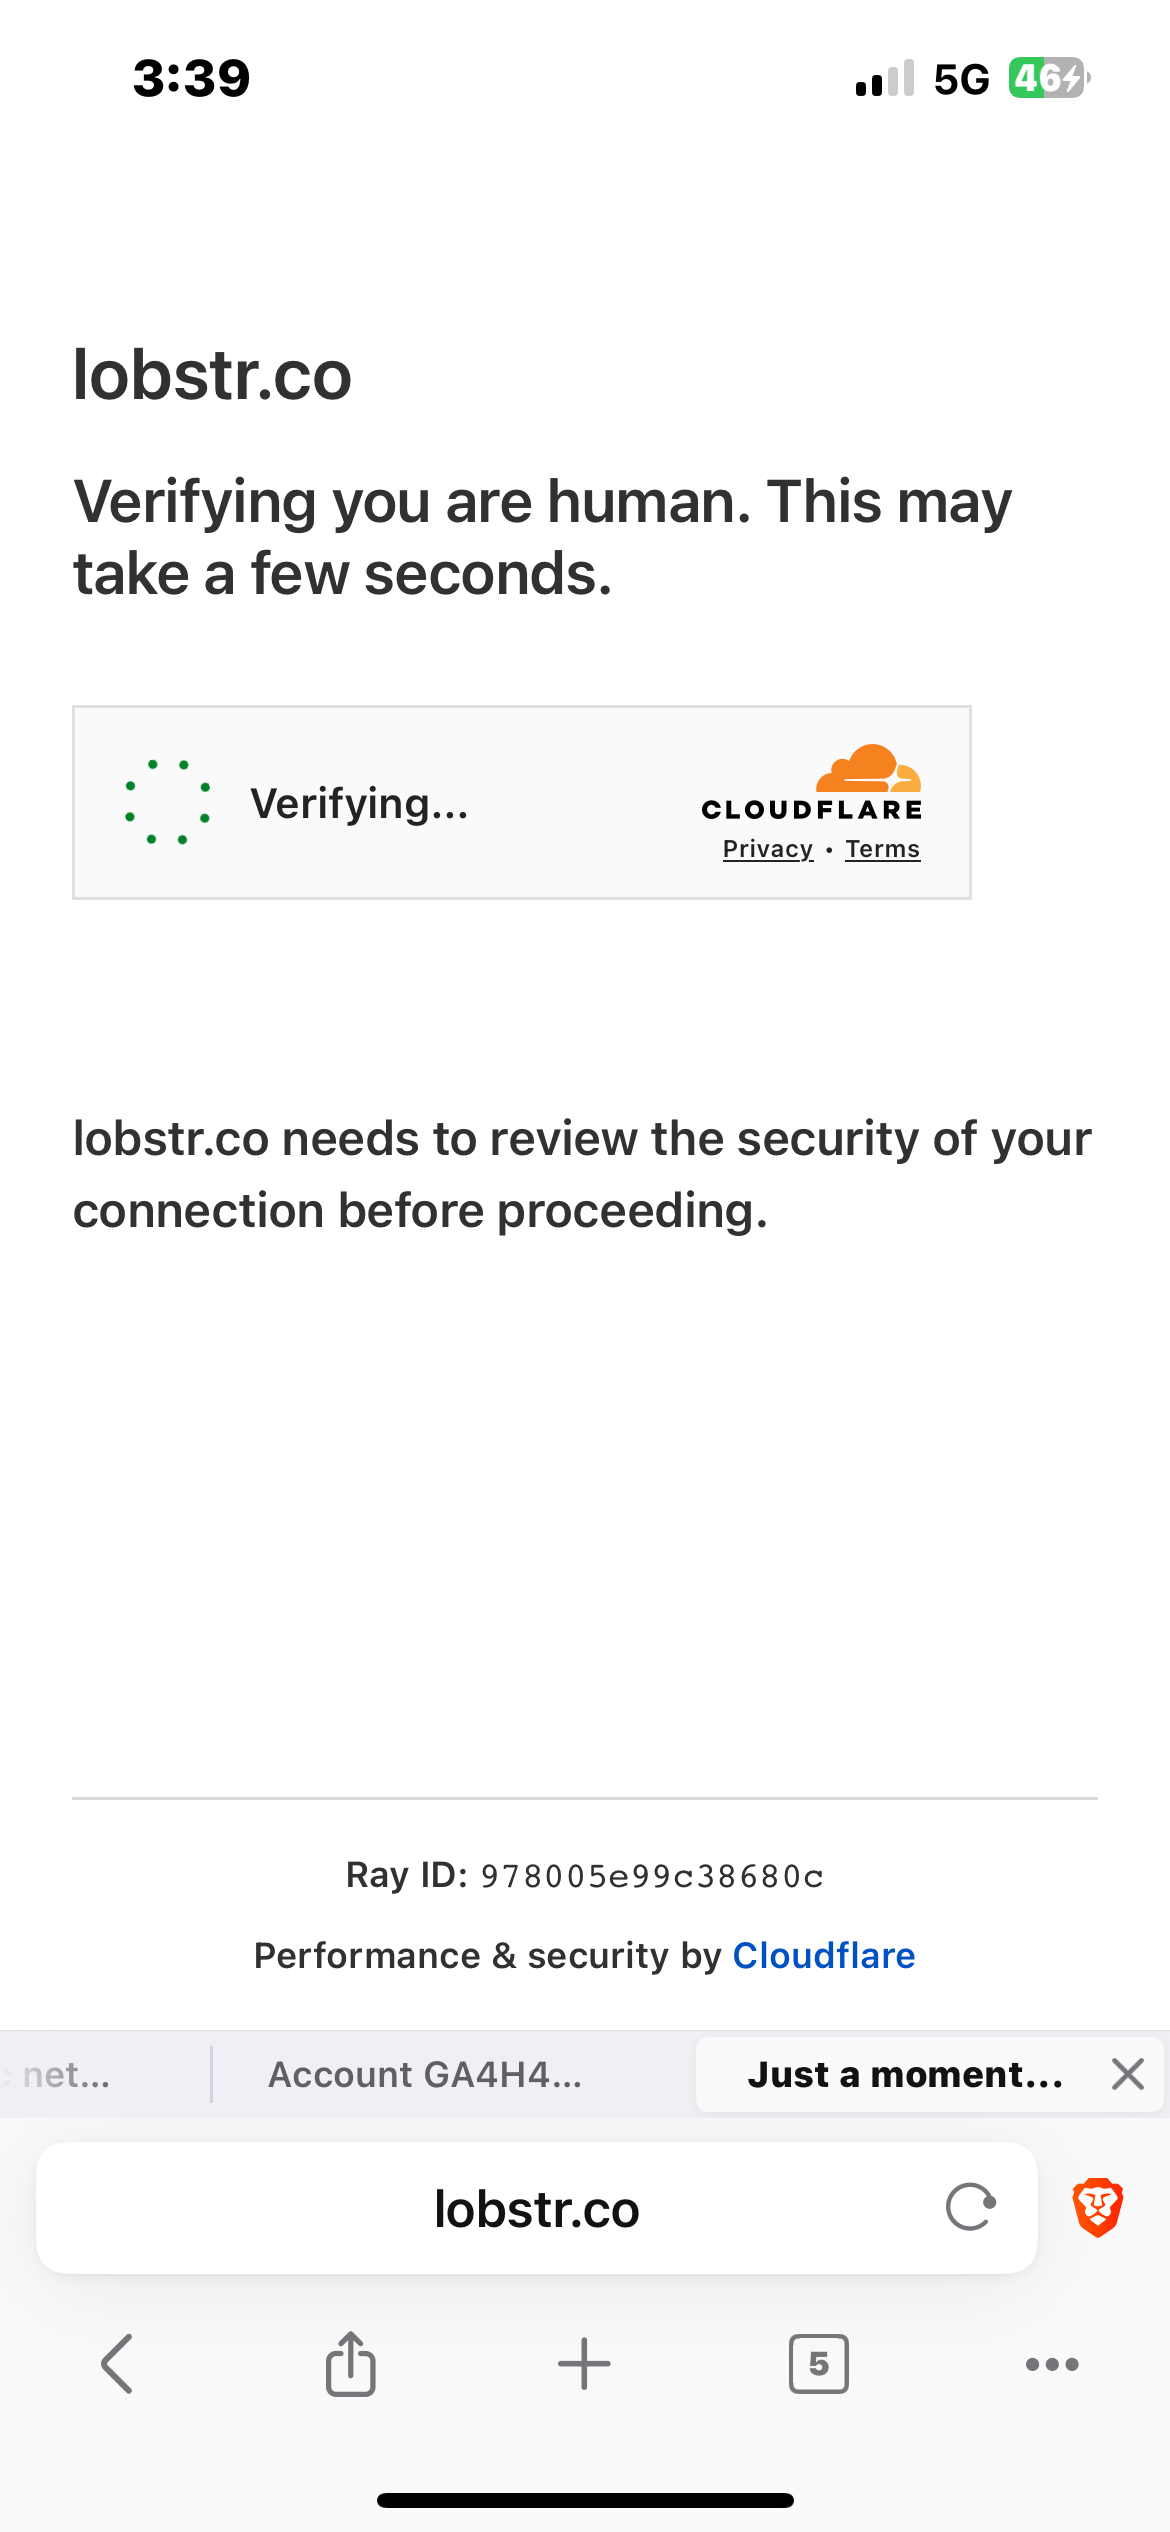 3:39
5G
46
lobstr.co
Verifying you are human. This may
take a few seconds.
Verifying...
CLOUDFLARE
Privacy • Terms
lobstr.co needs to review the security of your
connection before proceeding.
Ray ID: 978005e99c38680c
Performance & security by Cloudflare
net...
Account GA4H4...
Just a moment...
lobstr.co
5